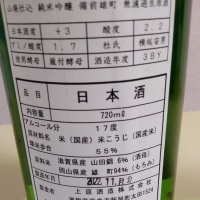 山廃仕込 純米吟醸 備前雄町 無濾過生原酒
日本酒度 +3 酸度 2.2
アミノ酸度 1.7 杜氏 横坂安男
使用酵母 蔵付酵母 酒造年度 3BY
品目
日本酒
内容量 720ml
アルコール分 17度
原材料名 米(国産)米こうじ(国産米)
精米歩合 55%
滋賀県産 山田錦 6%(酒母)
岡山県産 雄町 94%(もろみ)
2022.11
上原酒造株式会社